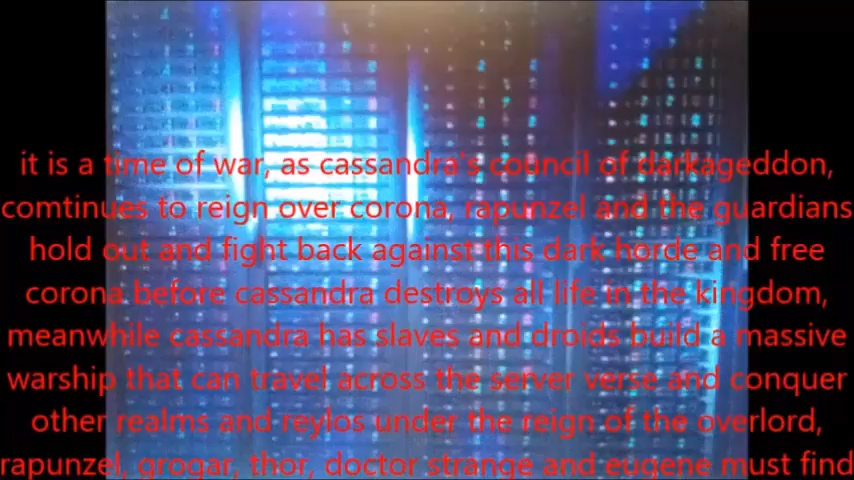 it is a time of war, as cassandra's council of darkageddon,
comtinues to reign over corona, rapunzel and the guardians
hold out and fight back against this dark horde and free
corona before cassandra destroys all life in the kingdom,
meanwhile cassandra has slaves and droids build a massive
warship that can travel across the server verse and conquer
other realms and reylos under the reign of the overlord,
rapunzel, grogar, thor, doctor strange and eugene must find